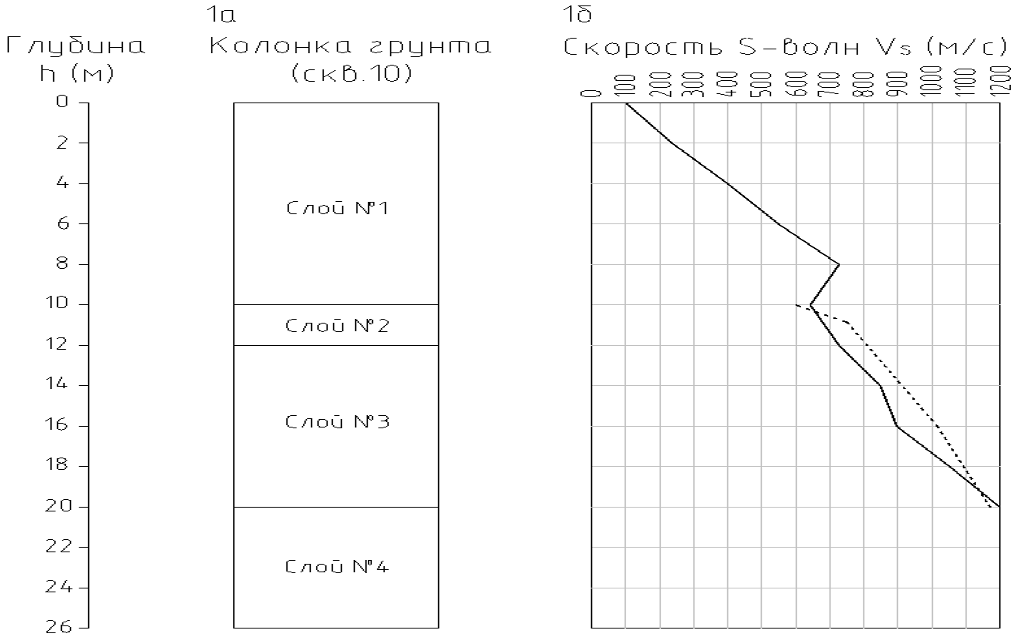 1а
1б
Глубина
h (м)
Колонка грунта
(скв.10)
Скорость S-волн Vs (м/с)
0 100 200 300 400 500 600 700 800 900 1000 1100 1200
0
2
4
6
8
10
12
14
16
18
20
22
24
26
Слой №1
Слой №2
Слой №3
Слой №4